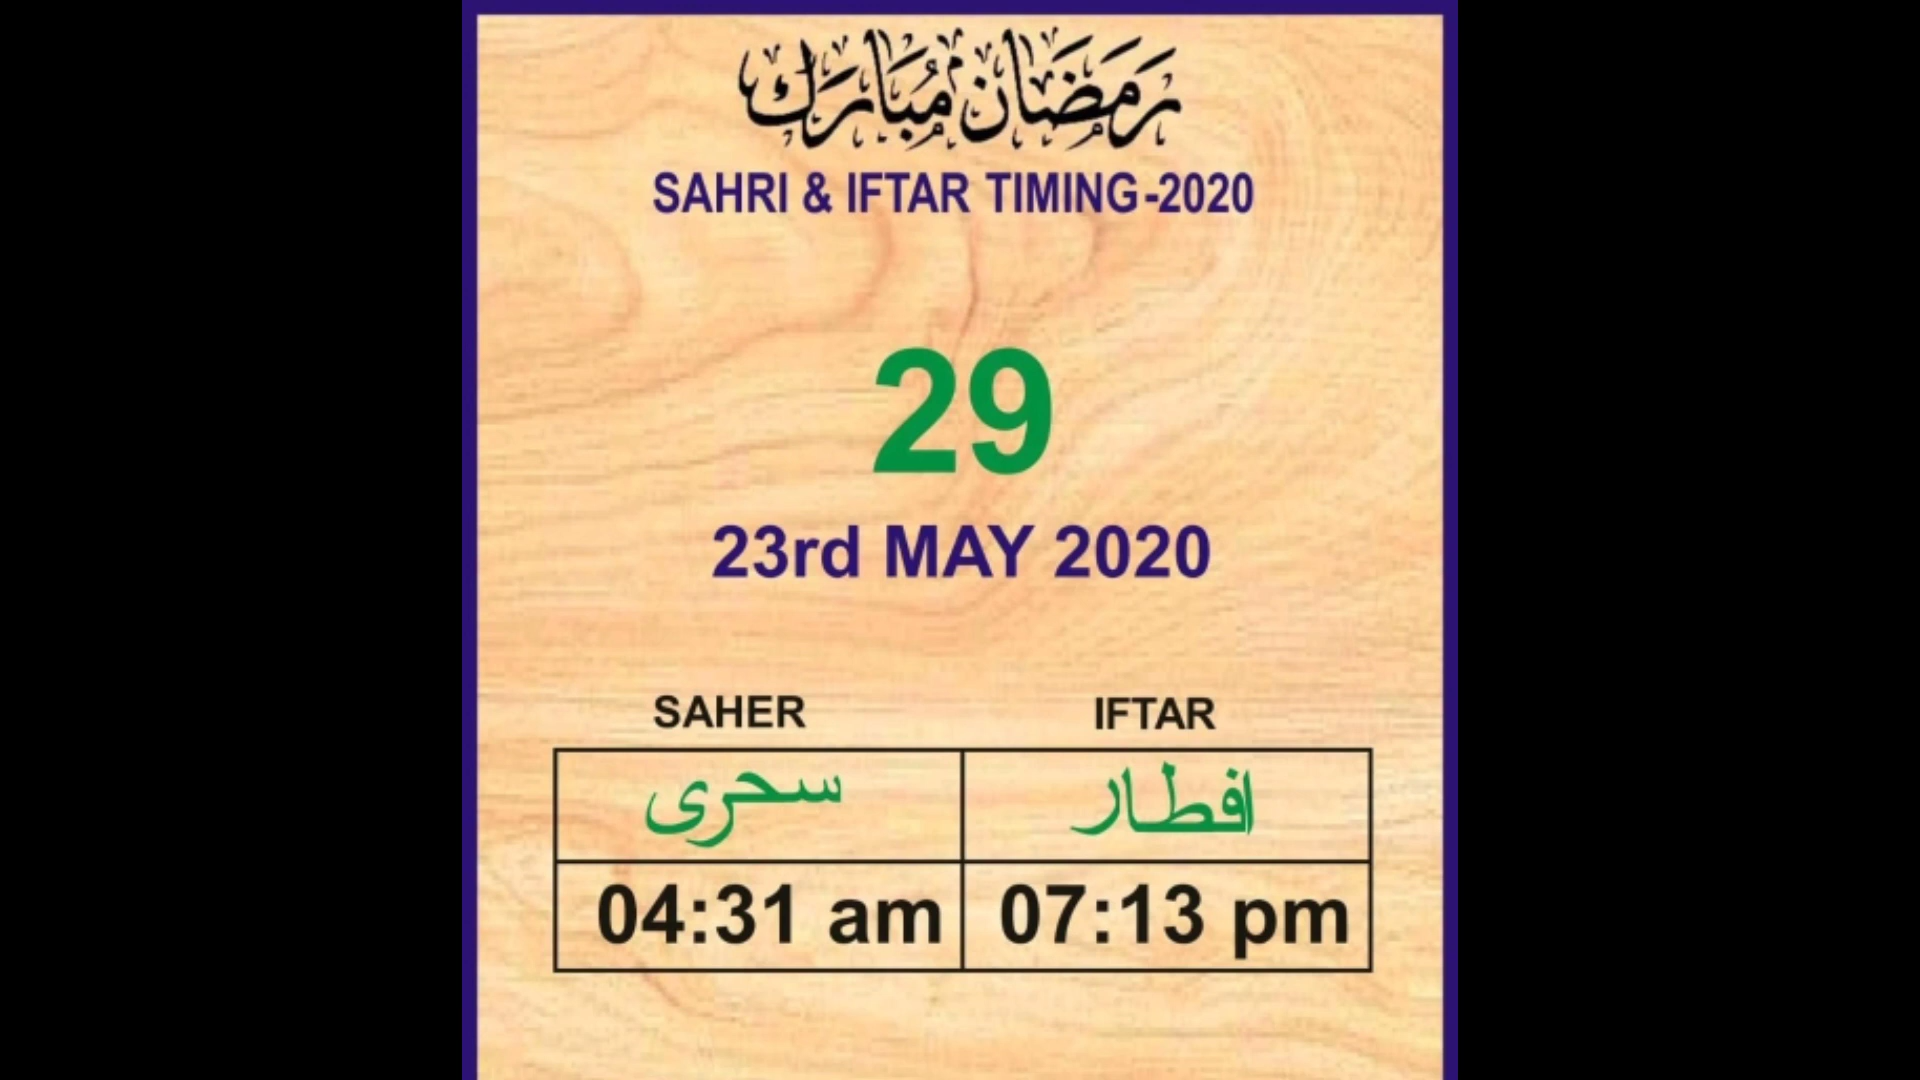 رمضان مبارك
SAHRI & IFTAR TIMING-2020
29
23rd MAY 2020
SAHER IFTAR
سحری افطار
04:31 am 07:13 pm